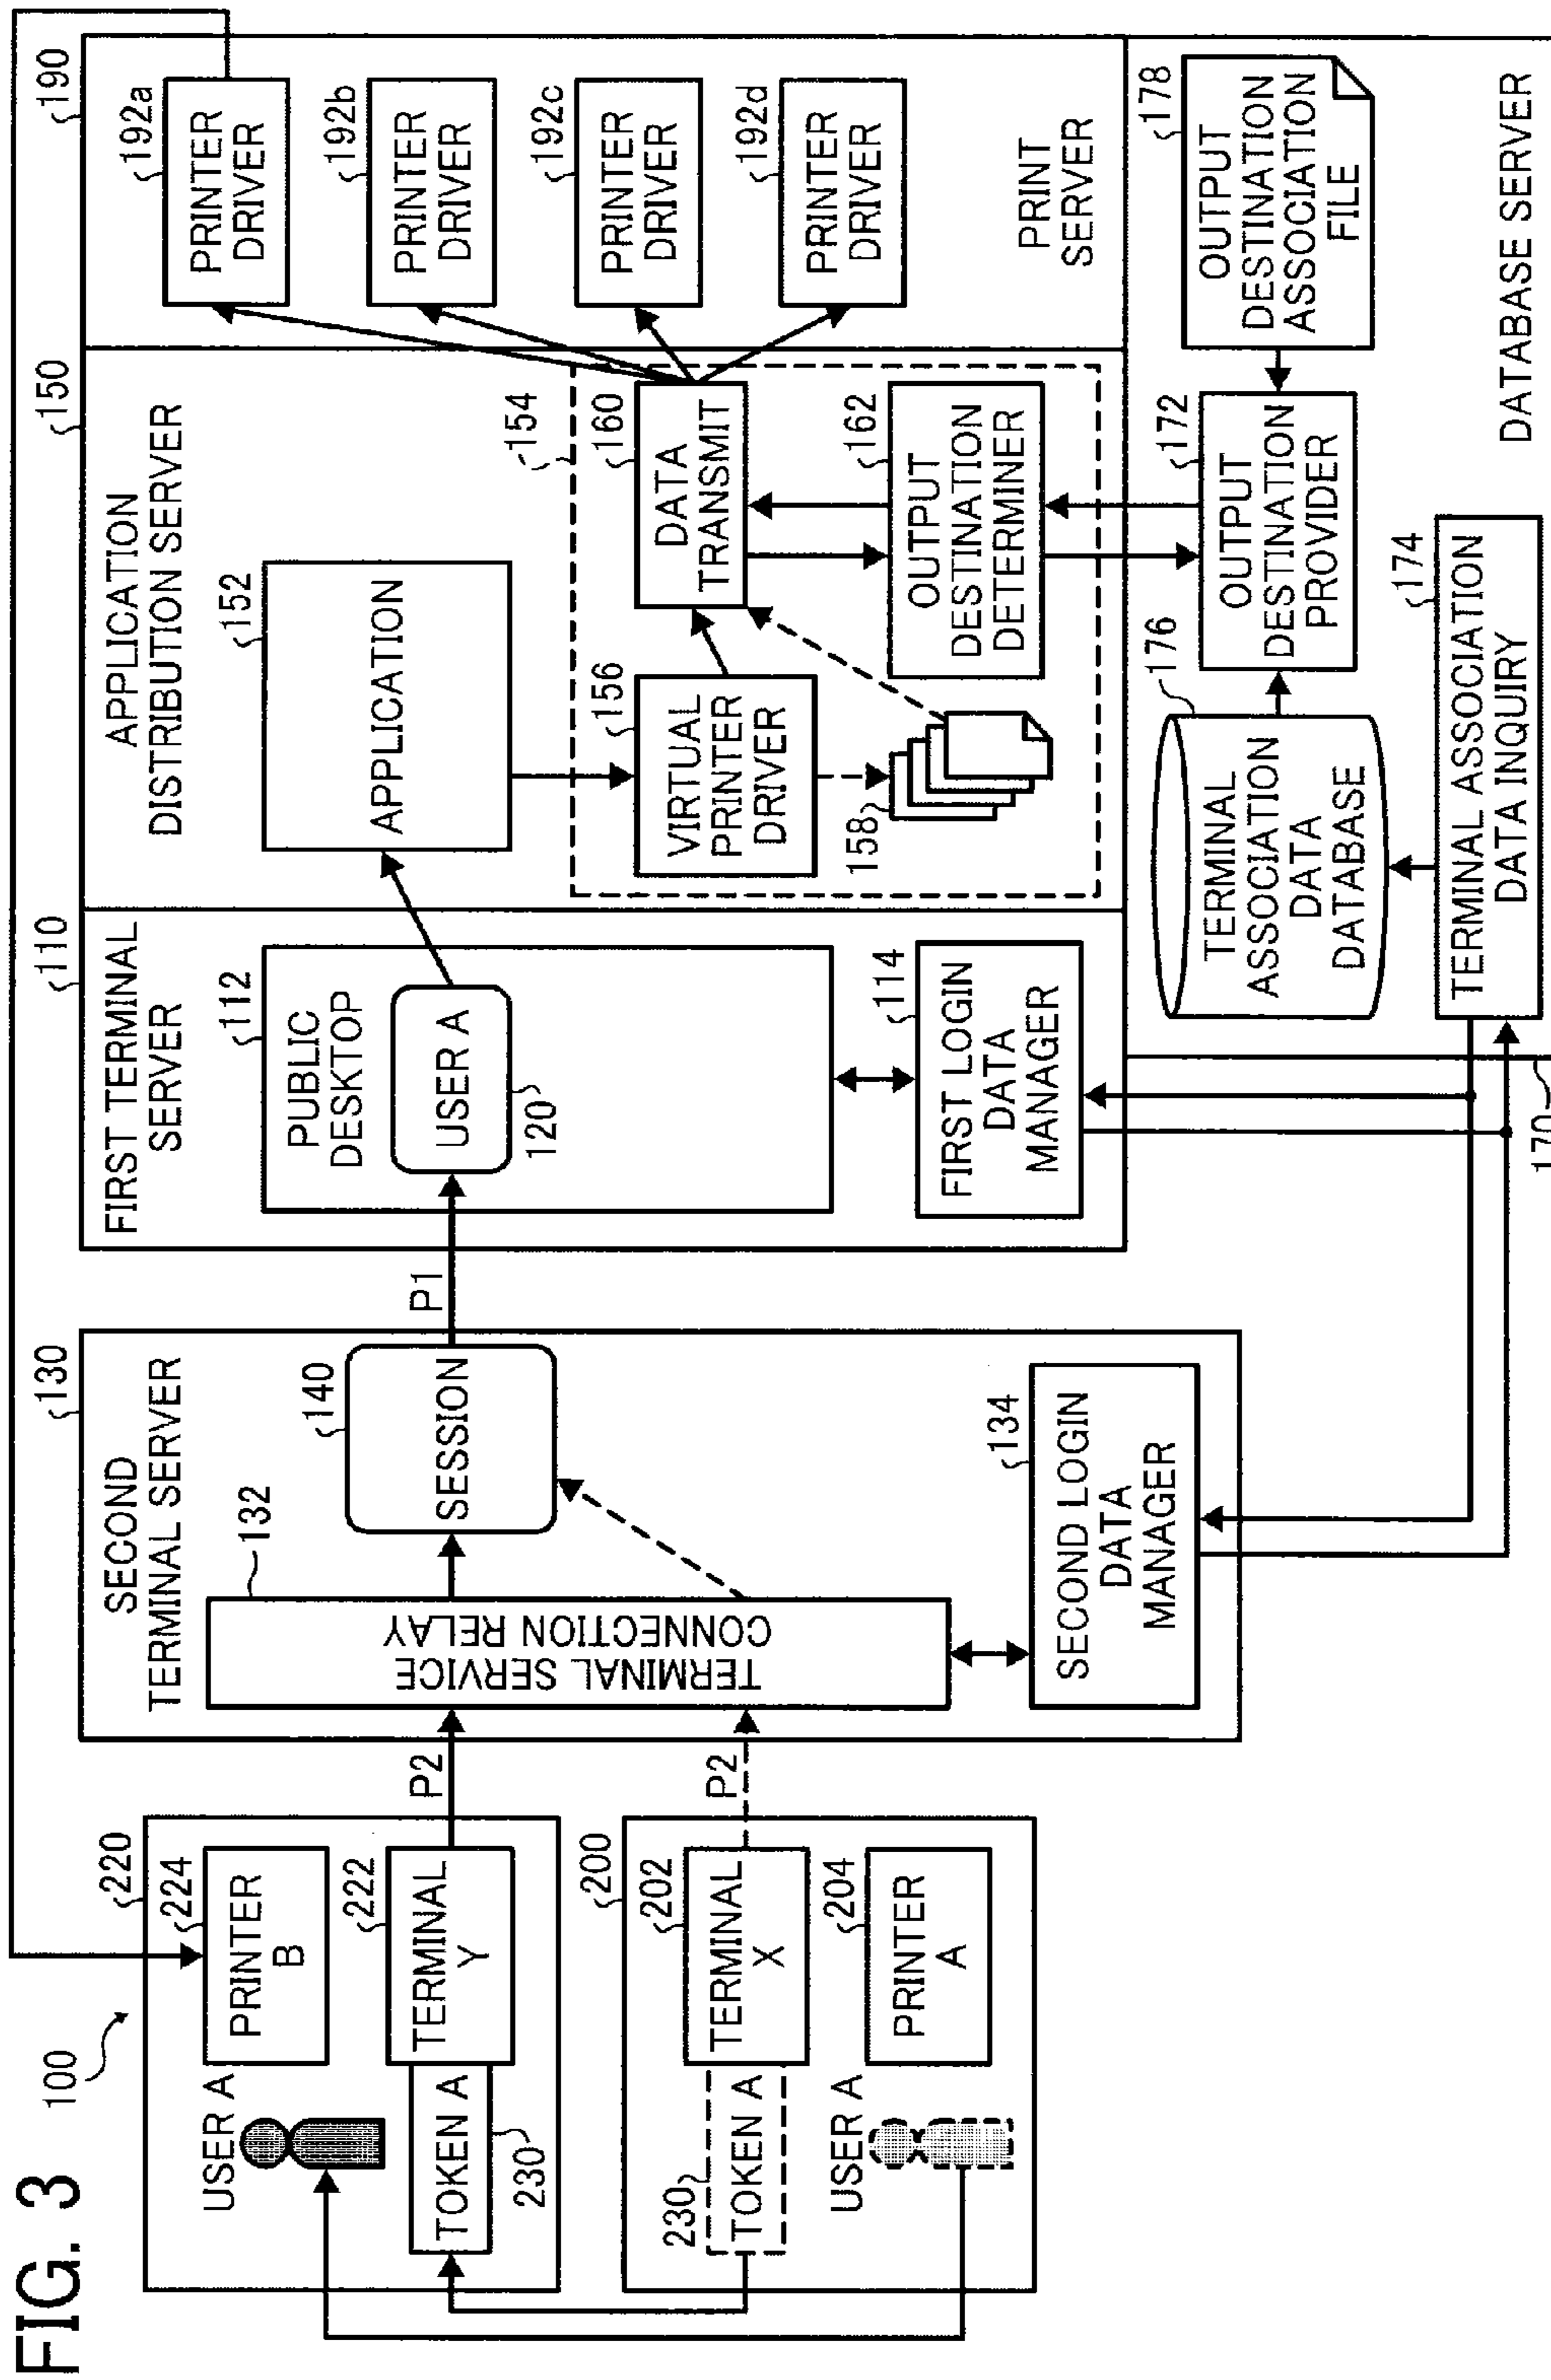 FIG. 3
100
220
USER A
224
PRINTER
B
222
TERMINAL
Y
TOKEN A
230
200
202
TERMINAL
X
230
TOKEN A
USER A
204
PRINTER
A
P2
P2
130
SECOND
TERMINAL SERVER
132
TERMINAL SERVICE
CONNECTION RELAY
140
SESSION
134
SECOND LOGIN
DATA
MANAGER
P1
110
FIRST TERMINAL
SERVER
112
PUBLIC
DESKTOP
USER A
120
114
FIRST LOGIN
DATA
MANAGER
150
APPLICATION
DISTRIBUTION SERVER
152
APPLICATION
154
156
VIRTUAL
PRINTER
DRIVER
158
160
DATA
TRANSMIT
162
OUTPUT
DESTINATION
DETERMINER
190
192a
PRINTER
DRIVER
192b
PRINTER
DRIVER
192c
PRINTER
DRIVER
192d
PRINTER
DRIVER
PRINT
SERVER
170
176
TERMINAL
ASSOCIATION
DATA
DATABASE
172
OUTPUT
DESTINATION
PROVIDER
178
OUTPUT
DESTINATION
ASSOCIATION
FILE
174
TERMINAL ASSOCIATION
DATA INQUIRY
DATABASE SERVER